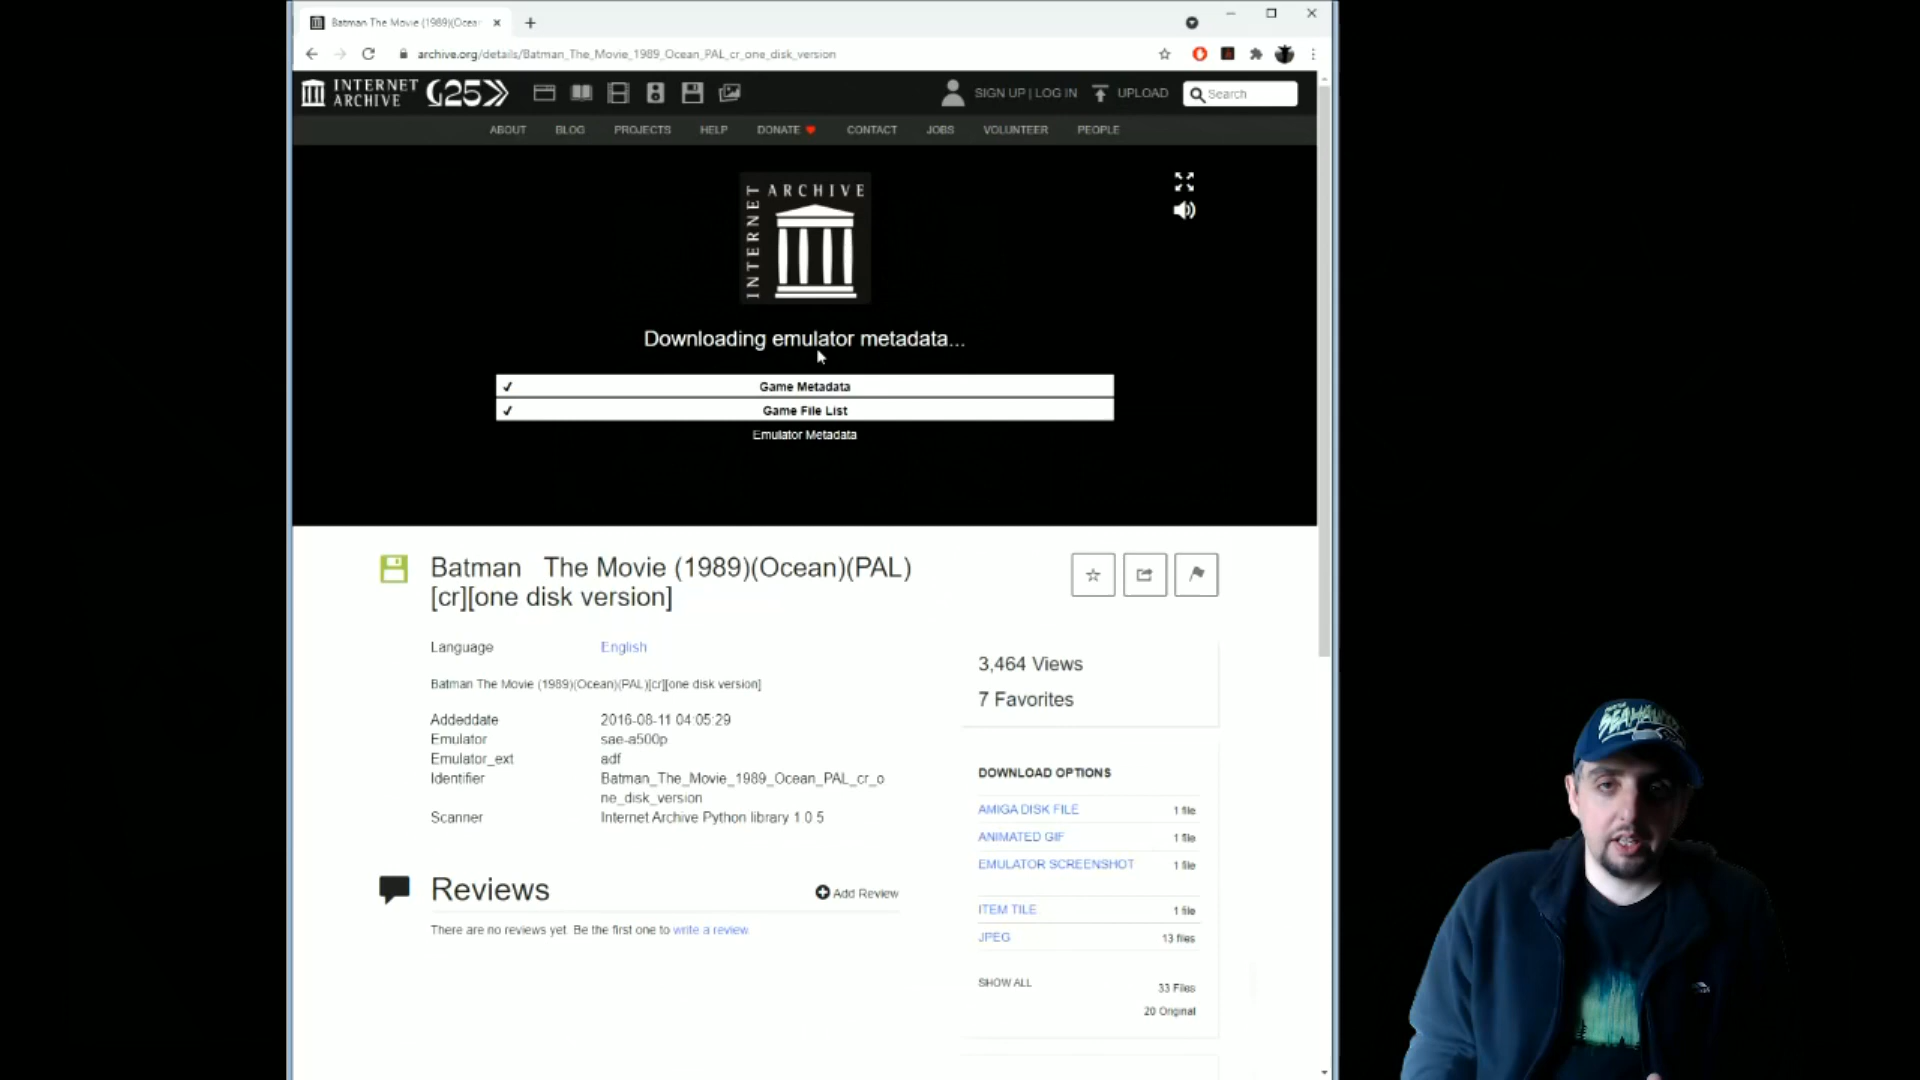 Batman The Movie (1989)(Ocean
archive.org/details/Batman_The_Movie_1989_Ocean_PAL_cr_one_disk_version
INTERNET ARCHIVE
25
SIGN UP | LOG IN
UPLOAD
Search
ABOUT
BLOG
PROJECTS
HELP
DONATE
CONTACT
JOBS
VOLUNTEER
PEOPLE
INTERNET ARCHIVE
Downloading emulator metadata...
✔ Game Metadata
✔ Game File List
Emulator Metadata
Batman The Movie (1989)(Ocean)(PAL)
[cr][one disk version]
Language English
Batman The Movie (1989)(Ocean)(PAL)[cr][one disk version]
Addeddate 2016-08-11 04:05:29
Emulator sae-a500p
Emulator_ext adf
Identifier Batman_The_Movie_1989_Ocean_PAL_cr_o
ne_disk_version
Scanner Internet Archive Python library 1 0 5
Reviews
Add Review
There are no reviews yet. Be the first one to write a review.
3,464 Views
7 Favorites
DOWNLOAD OPTIONS
AMIGA DISK FILE 1 file
ANIMATED GIF 1 file
EMULATOR SCREENSHOT 1 file
ITEM TILE 1 file
JPEG 13 files
SHOW ALL 33 Files
20 Original
SEAHAWKS